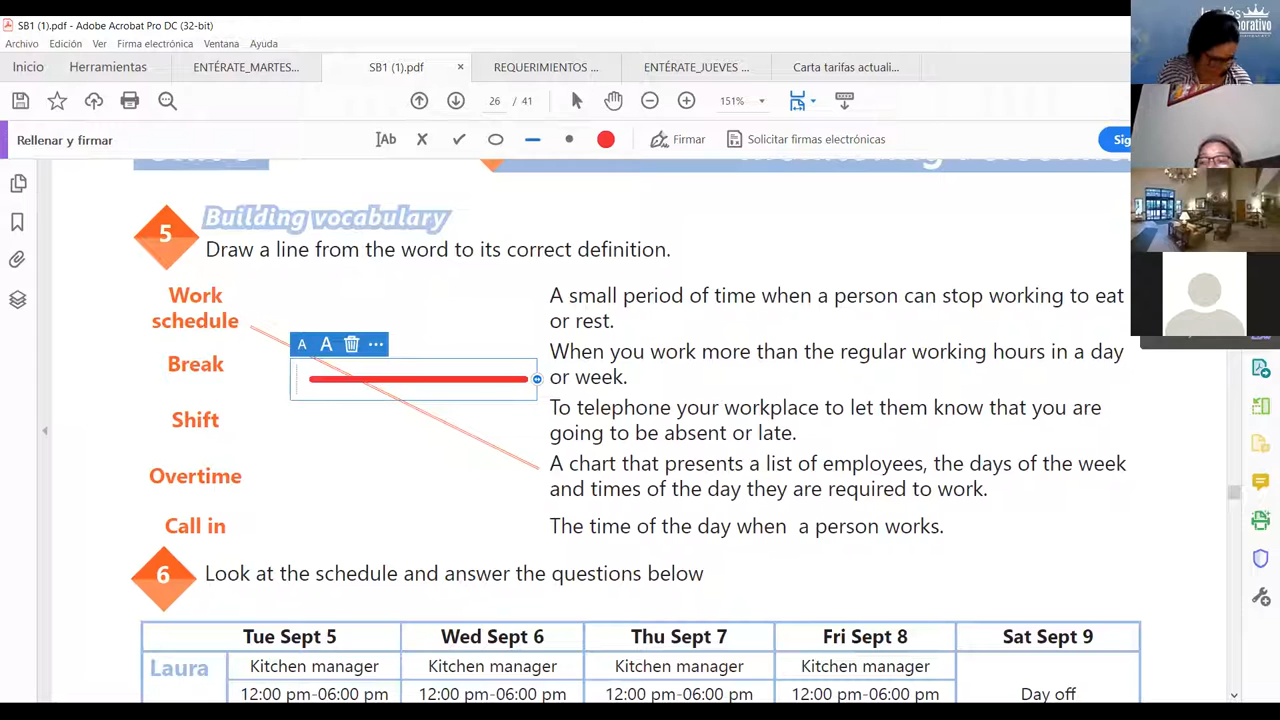 SB1 (1).pdf - Adobe Acrobat Pro DC (32-bit)
Archivo Edición Ver Firma electrónica Ventana Ayuda
Inicio Herramientas ENTÉRATE_MARTES... SB1 (1).pdf × REQUERIMIENTOS ... ENTÉRATE_JUEVES ... Carta tarifas actuali...
26 / 41 151%
Rellenar y firmar IAb Firmar Solicitar firmas electrónicas
5 Building vocabulary
Draw a line from the word to its correct definition.
Work schedule
A small period of time when a person can stop working to eat
or rest.
A A ...
Break
When you work more than the regular working hours in a day
or week.
Shift
To telephone your workplace to let them know that you are
going to be absent or late.
Overtime
A chart that presents a list of employees, the days of the week
and times of the day they are required to work.
Call in
The time of the day when a person works.
6 Look at the schedule and answer the questions below
Tue Sept 5 Wed Sept 6 Thu Sept 7 Fri Sept 8 Sat Sept 9
Laura Kitchen manager Kitchen manager Kitchen manager Kitchen manager
12:00 pm-06:00 pm 12:00 pm-06:00 pm 12:00 pm-06:00 pm 12:00 pm-06:00 pm Day off